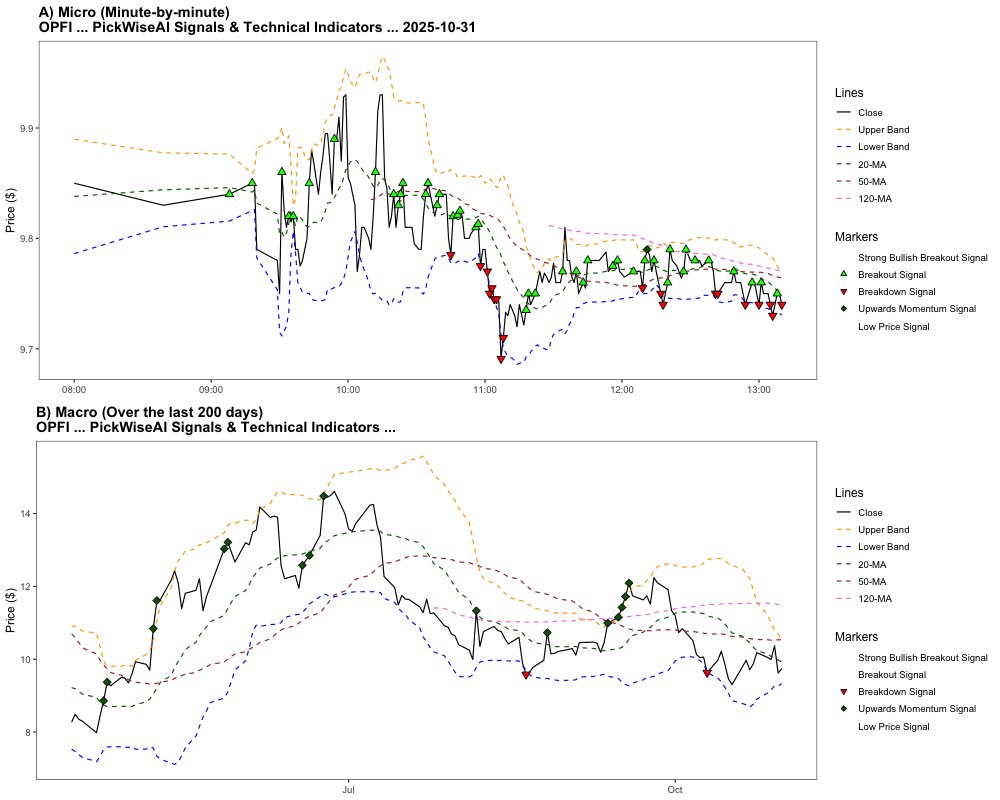 A) Micro (Minute-by-minute)
OPFI ... PickWiseAI Signals & Technical Indicators ... 2025-10-31
Price ($)
9.9
9.8
9.7
08:00
09:00
10:00
11:00
12:00
13:00
Lines
Close
Upper Band
Lower Band
20-MA
50-MA
120-MA
Markers
Strong Bullish Breakout Signal
Breakout Signal
Breakdown Signal
Upwards Momentum Signal
Low Price Signal
B) Macro (Over the last 200 days)
OPFI ... PickWiseAI Signals & Technical Indicators ...
Price ($)
14
12
10
8
Jul
Oct
Lines
Close
Upper Band
Lower Band
20-MA
50-MA
120-MA
Markers
Strong Bullish Breakout Signal
Breakout Signal
Breakdown Signal
Upwards Momentum Signal
Low Price Signal